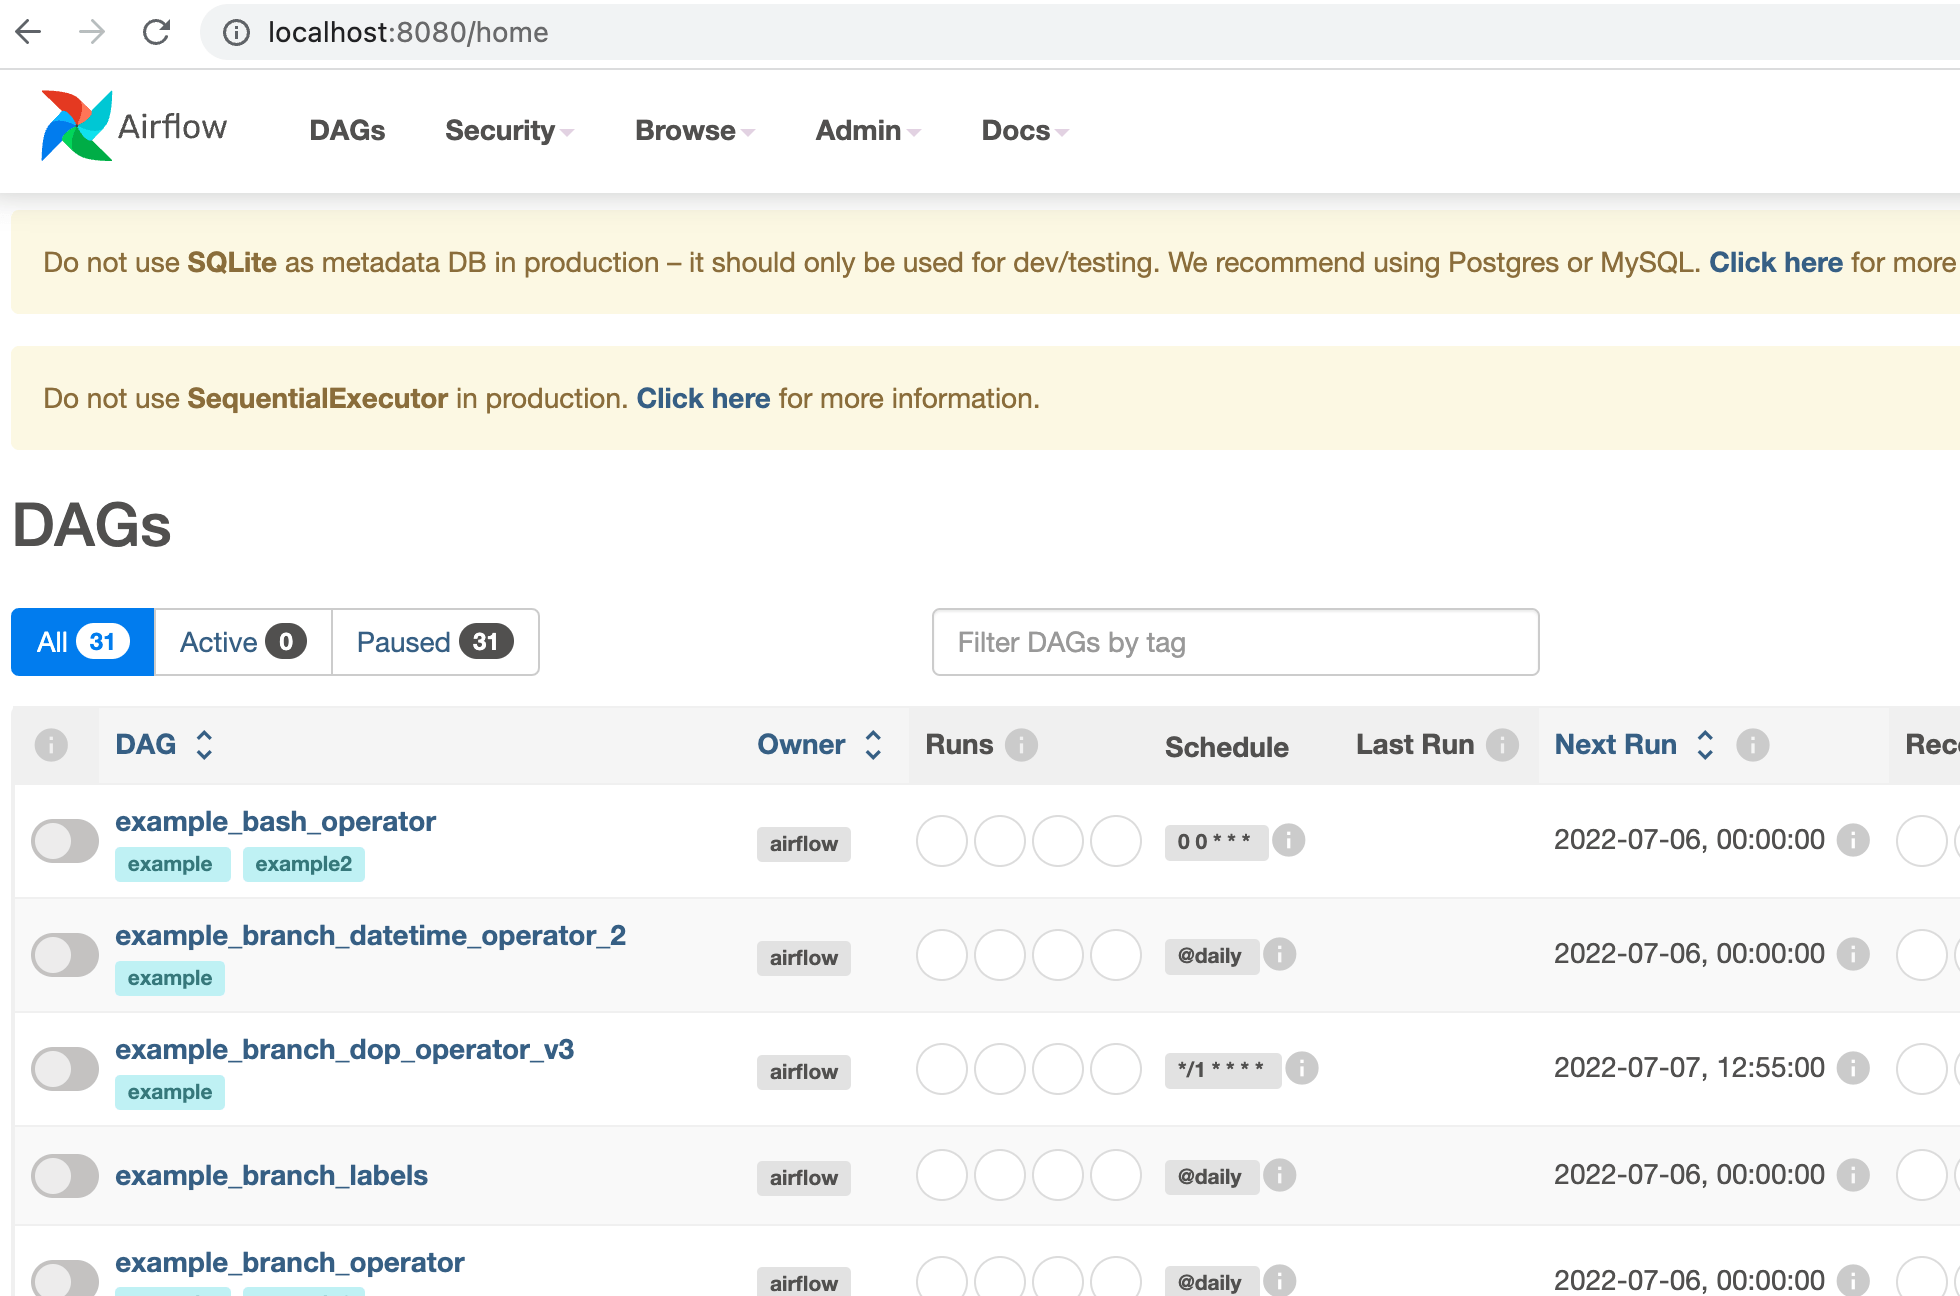 localhost:8080/home
Airflow DAGs Security Browse Admin Docs
Do not use SQLite as metadata DB in production – it should only be used for dev/testing. We recommend using Postgres or MySQL. Click here for more
Do not use SequentialExecutor in production. Click here for more information.
DAGs
All 31 Active 0 Paused 31 Filter DAGs by tag
DAG Owner Runs Schedule Last Run Next Run
example_bash_operator
example example2 airflow 0 0 * * * 2022-07-06, 00:00:00
example_branch_datetime_operator_2
example airflow @daily 2022-07-06, 00:00:00
example_branch_dop_operator_v3
example airflow */1 * * * * 2022-07-07, 12:55:00
example_branch_labels airflow @daily 2022-07-06, 00:00:00
example_branch_operator
airflow @daily 2022-07-06, 00:00:00